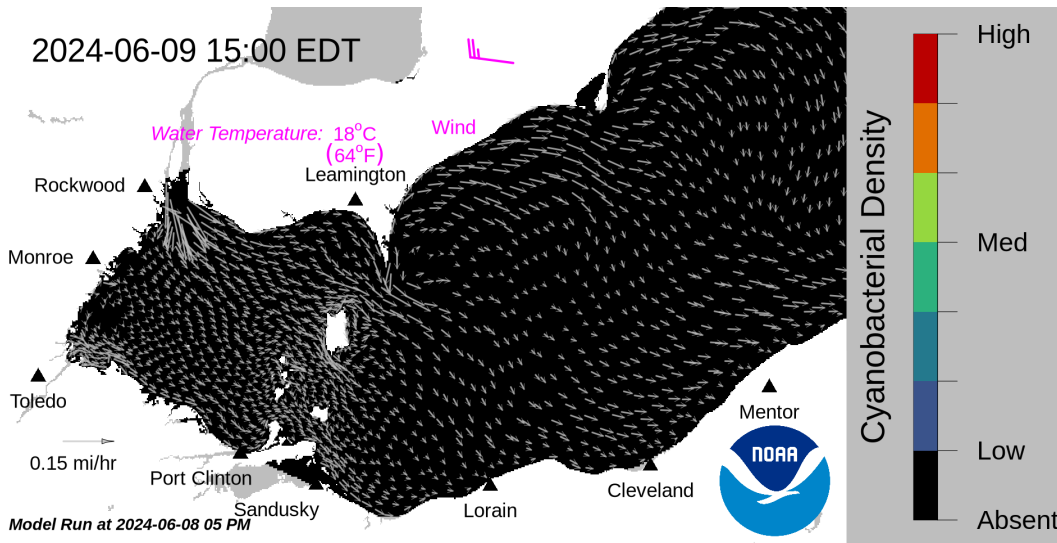 2024-06-09 15:00 EDT
Water Temperature: 18°C
(64°F)
Wind
Leamington
Rockwood
Monroe
Toledo
0.15 mi/hr
Port Clinton
Sandusky
Lorain
Cleveland
Mentor
NOAA
Model Run at 2024-06-08 05 PM
Cyanobacterial Density
High
Med
Low
Absent